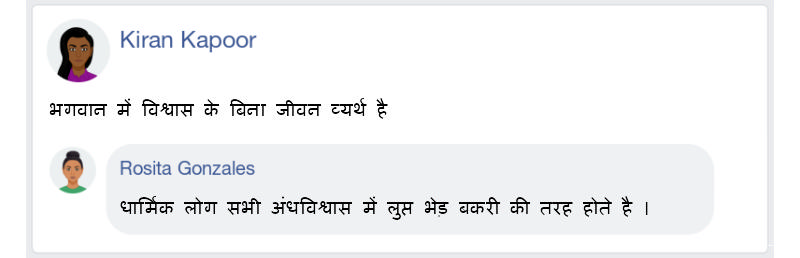 Kiran Kapoor
भगवान में विश्वास के बिना जीवन व्यर्थ है
Rosita Gonzales
धार्मिक लोग सभी अंधविश्वास में लुप्त भेड़ बकरी की तरह होते है ।